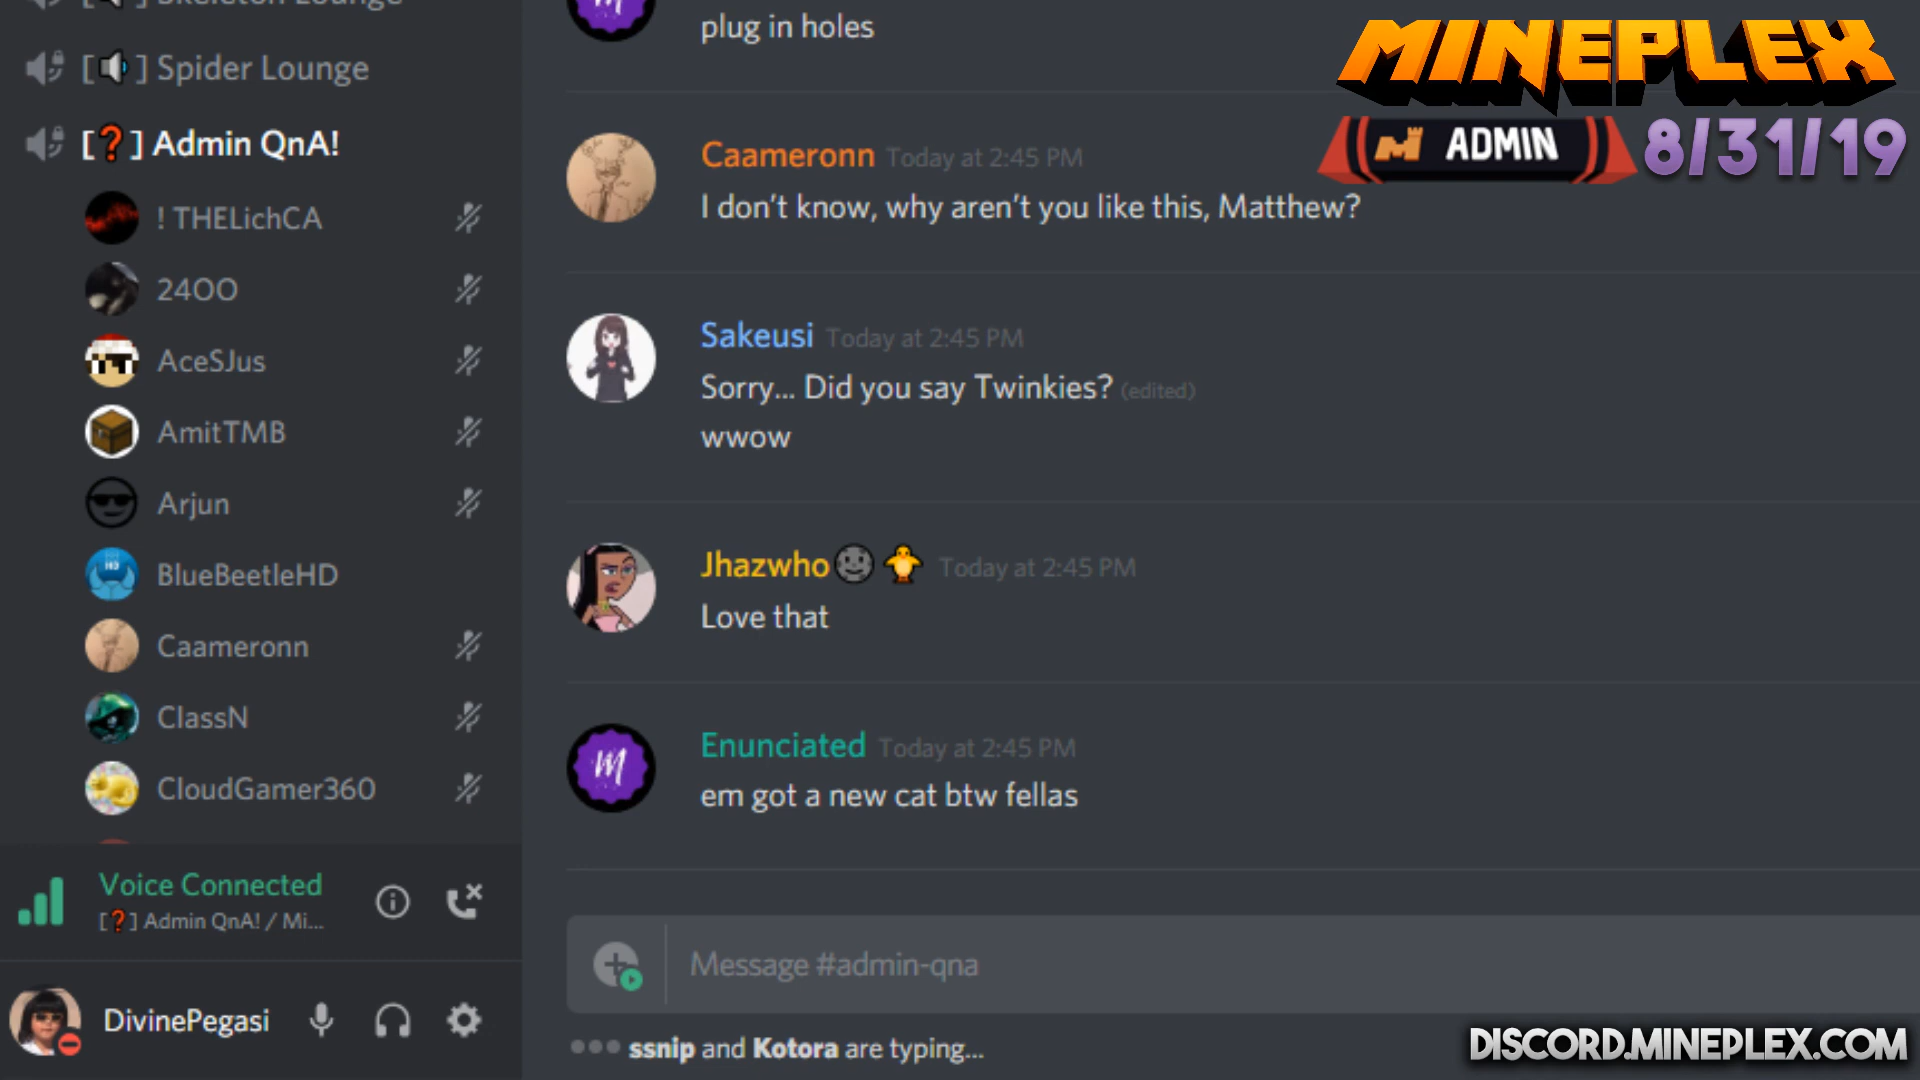 Skeleton Lounge
[🔈] Spider Lounge
[❓] Admin QnA!
! THELichCA
24OO
AceSJus
AmitTMB
Arjun
BlueBeetleHD
Caameronn
ClassN
CloudGamer360
Voice Connected
[❓] Admin QnA! / Mi...
DivinePegasi
plug in holes
Caameronn Today at 2:45 PM
I don't know, why aren't you like this, Matthew?
Sakeusi Today at 2:45 PM
Sorry... Did you say Twinkies? (edited)
wwow
Jhazwho Today at 2:45 PM
Love that
Enunciated Today at 2:45 PM
em got a new cat btw fellas
Message #admin-qna
ssnip and Kotora are typing...
MINEPLEX
ADMIN 8/31/19
DISCORD.MINEPLEX.COM